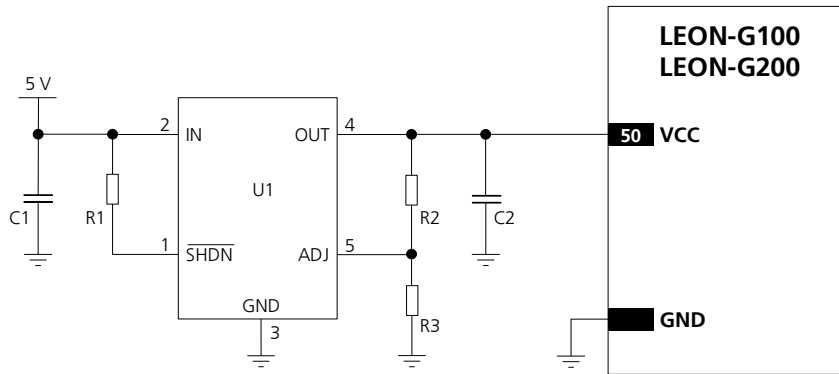 LEON-G100
LEON-G200
5 V
2
IN
OUT
4
50
VCC
U1
C1
R1
R2
C2
1
SHDN
ADJ
5
GND
3
R3
GND